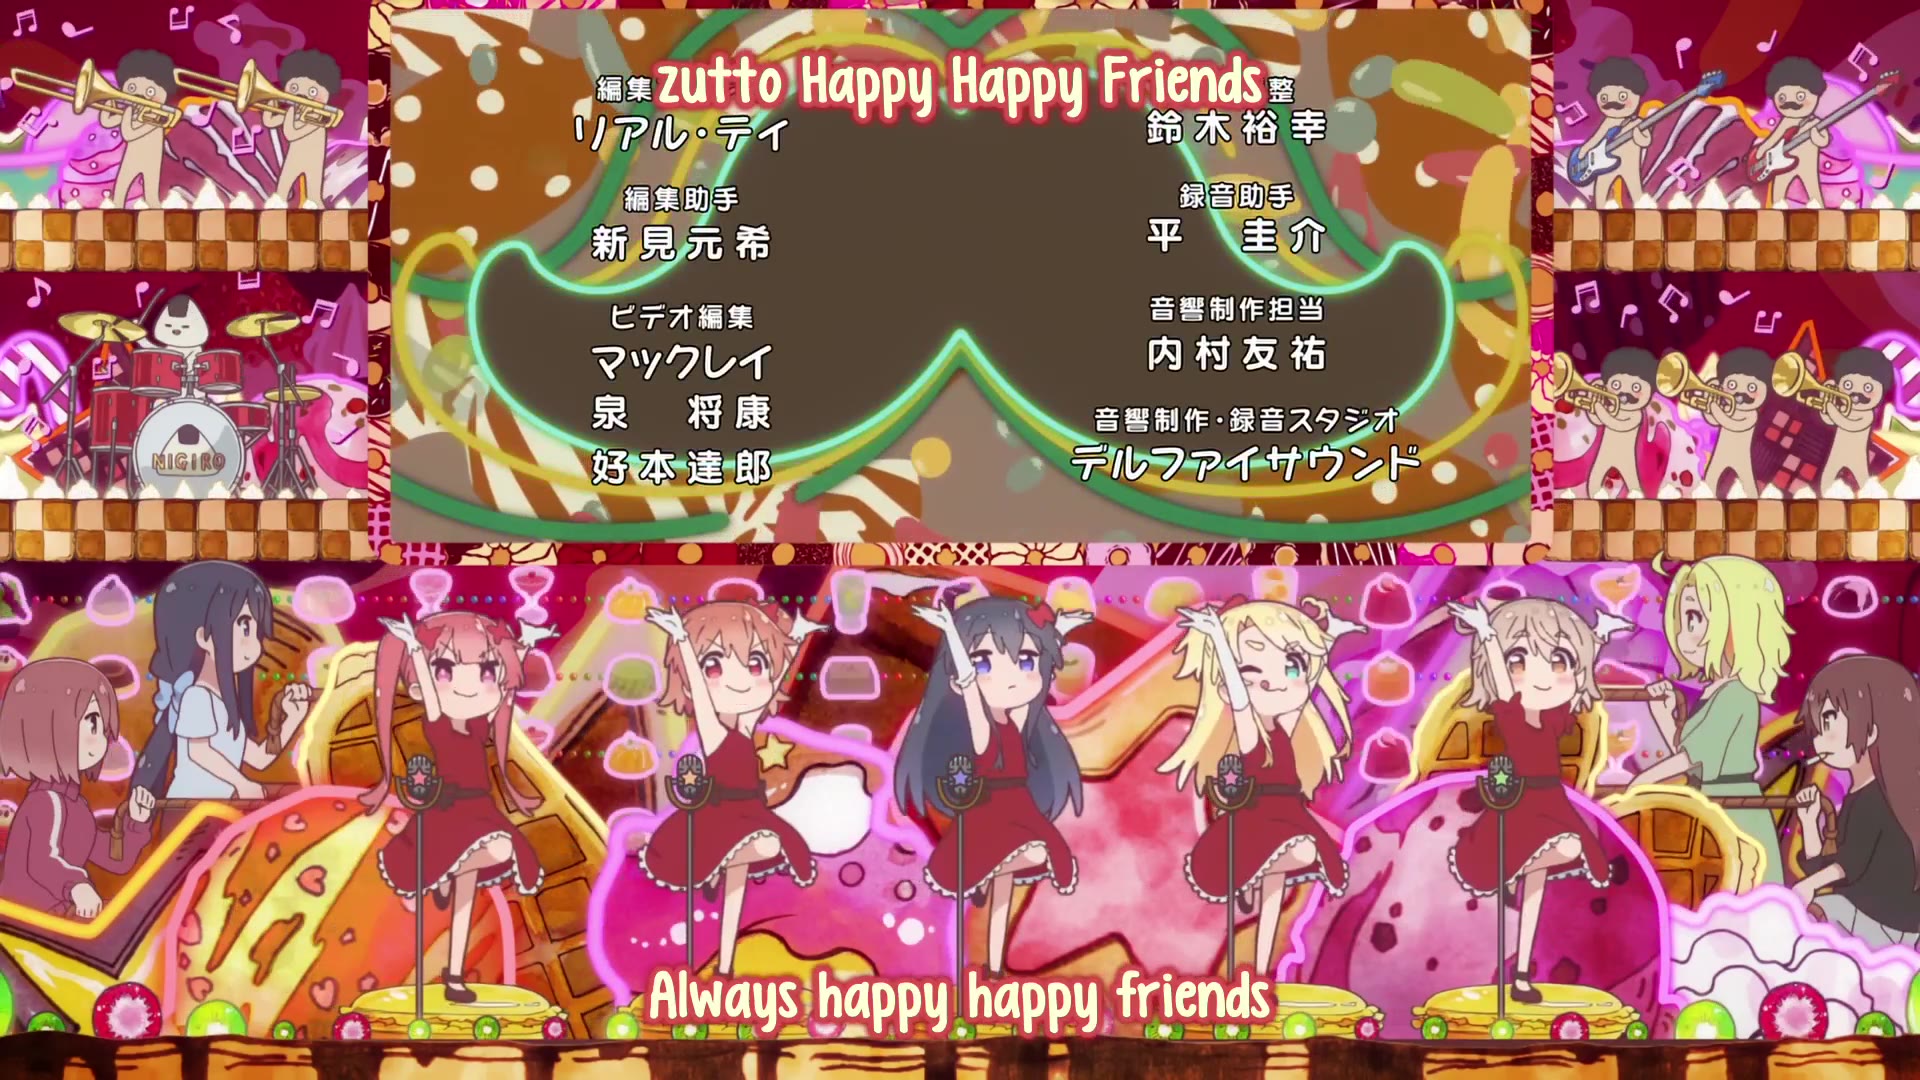 zutto Happy Happy Friends
編集
リアル・ティ
編集助手
新見元希
ビデオ編集
マックレイ
泉 将康
好本達郎
整
鈴木裕幸
録音助手
平 圭介
音響制作担当
内村友祐
音響制作・録音スタジオ
デルファイサウンド
NIGIRO
Always happy happy friends